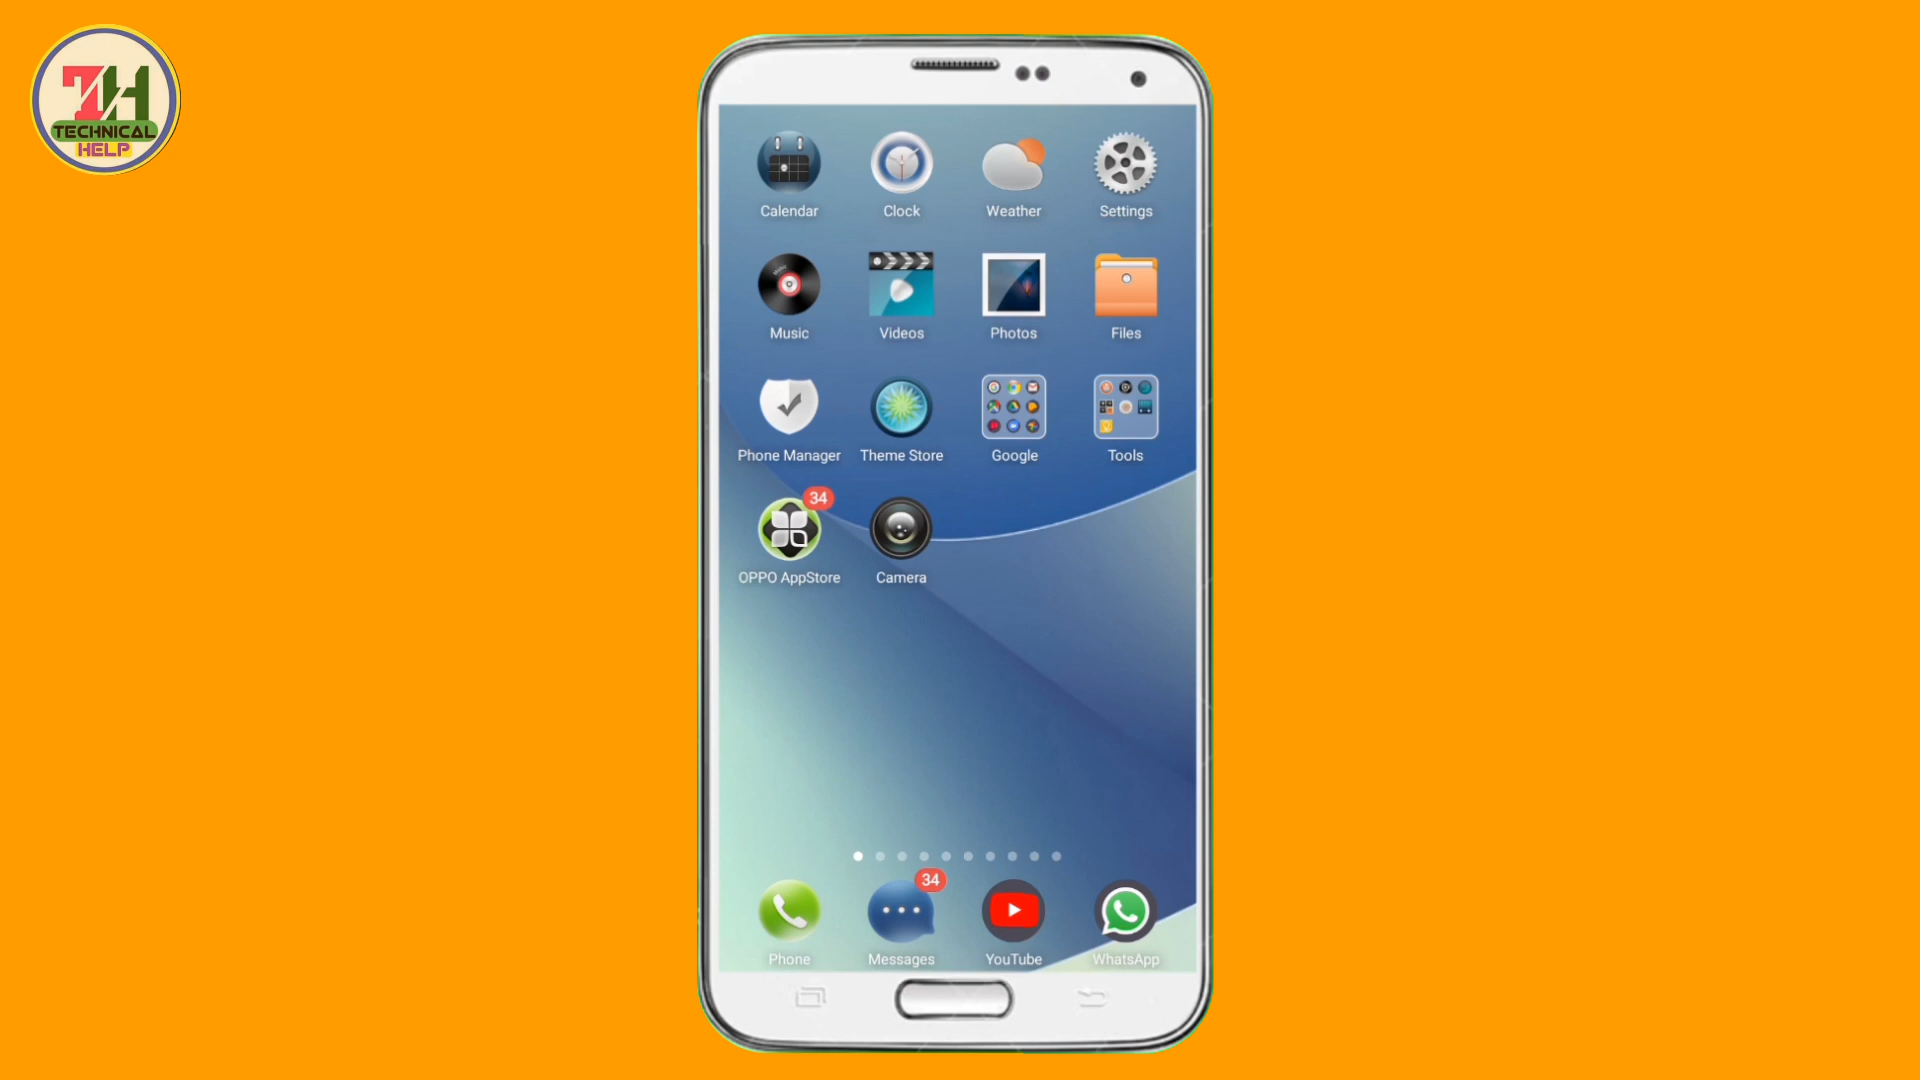 TH
TECHNICAL
HELP
Calendar Clock Weather Settings
Music Videos Photos Files
Phone Manager Theme Store Google Tools
34
OPPO AppStore Camera
34
Phone Messages YouTube WhatsApp